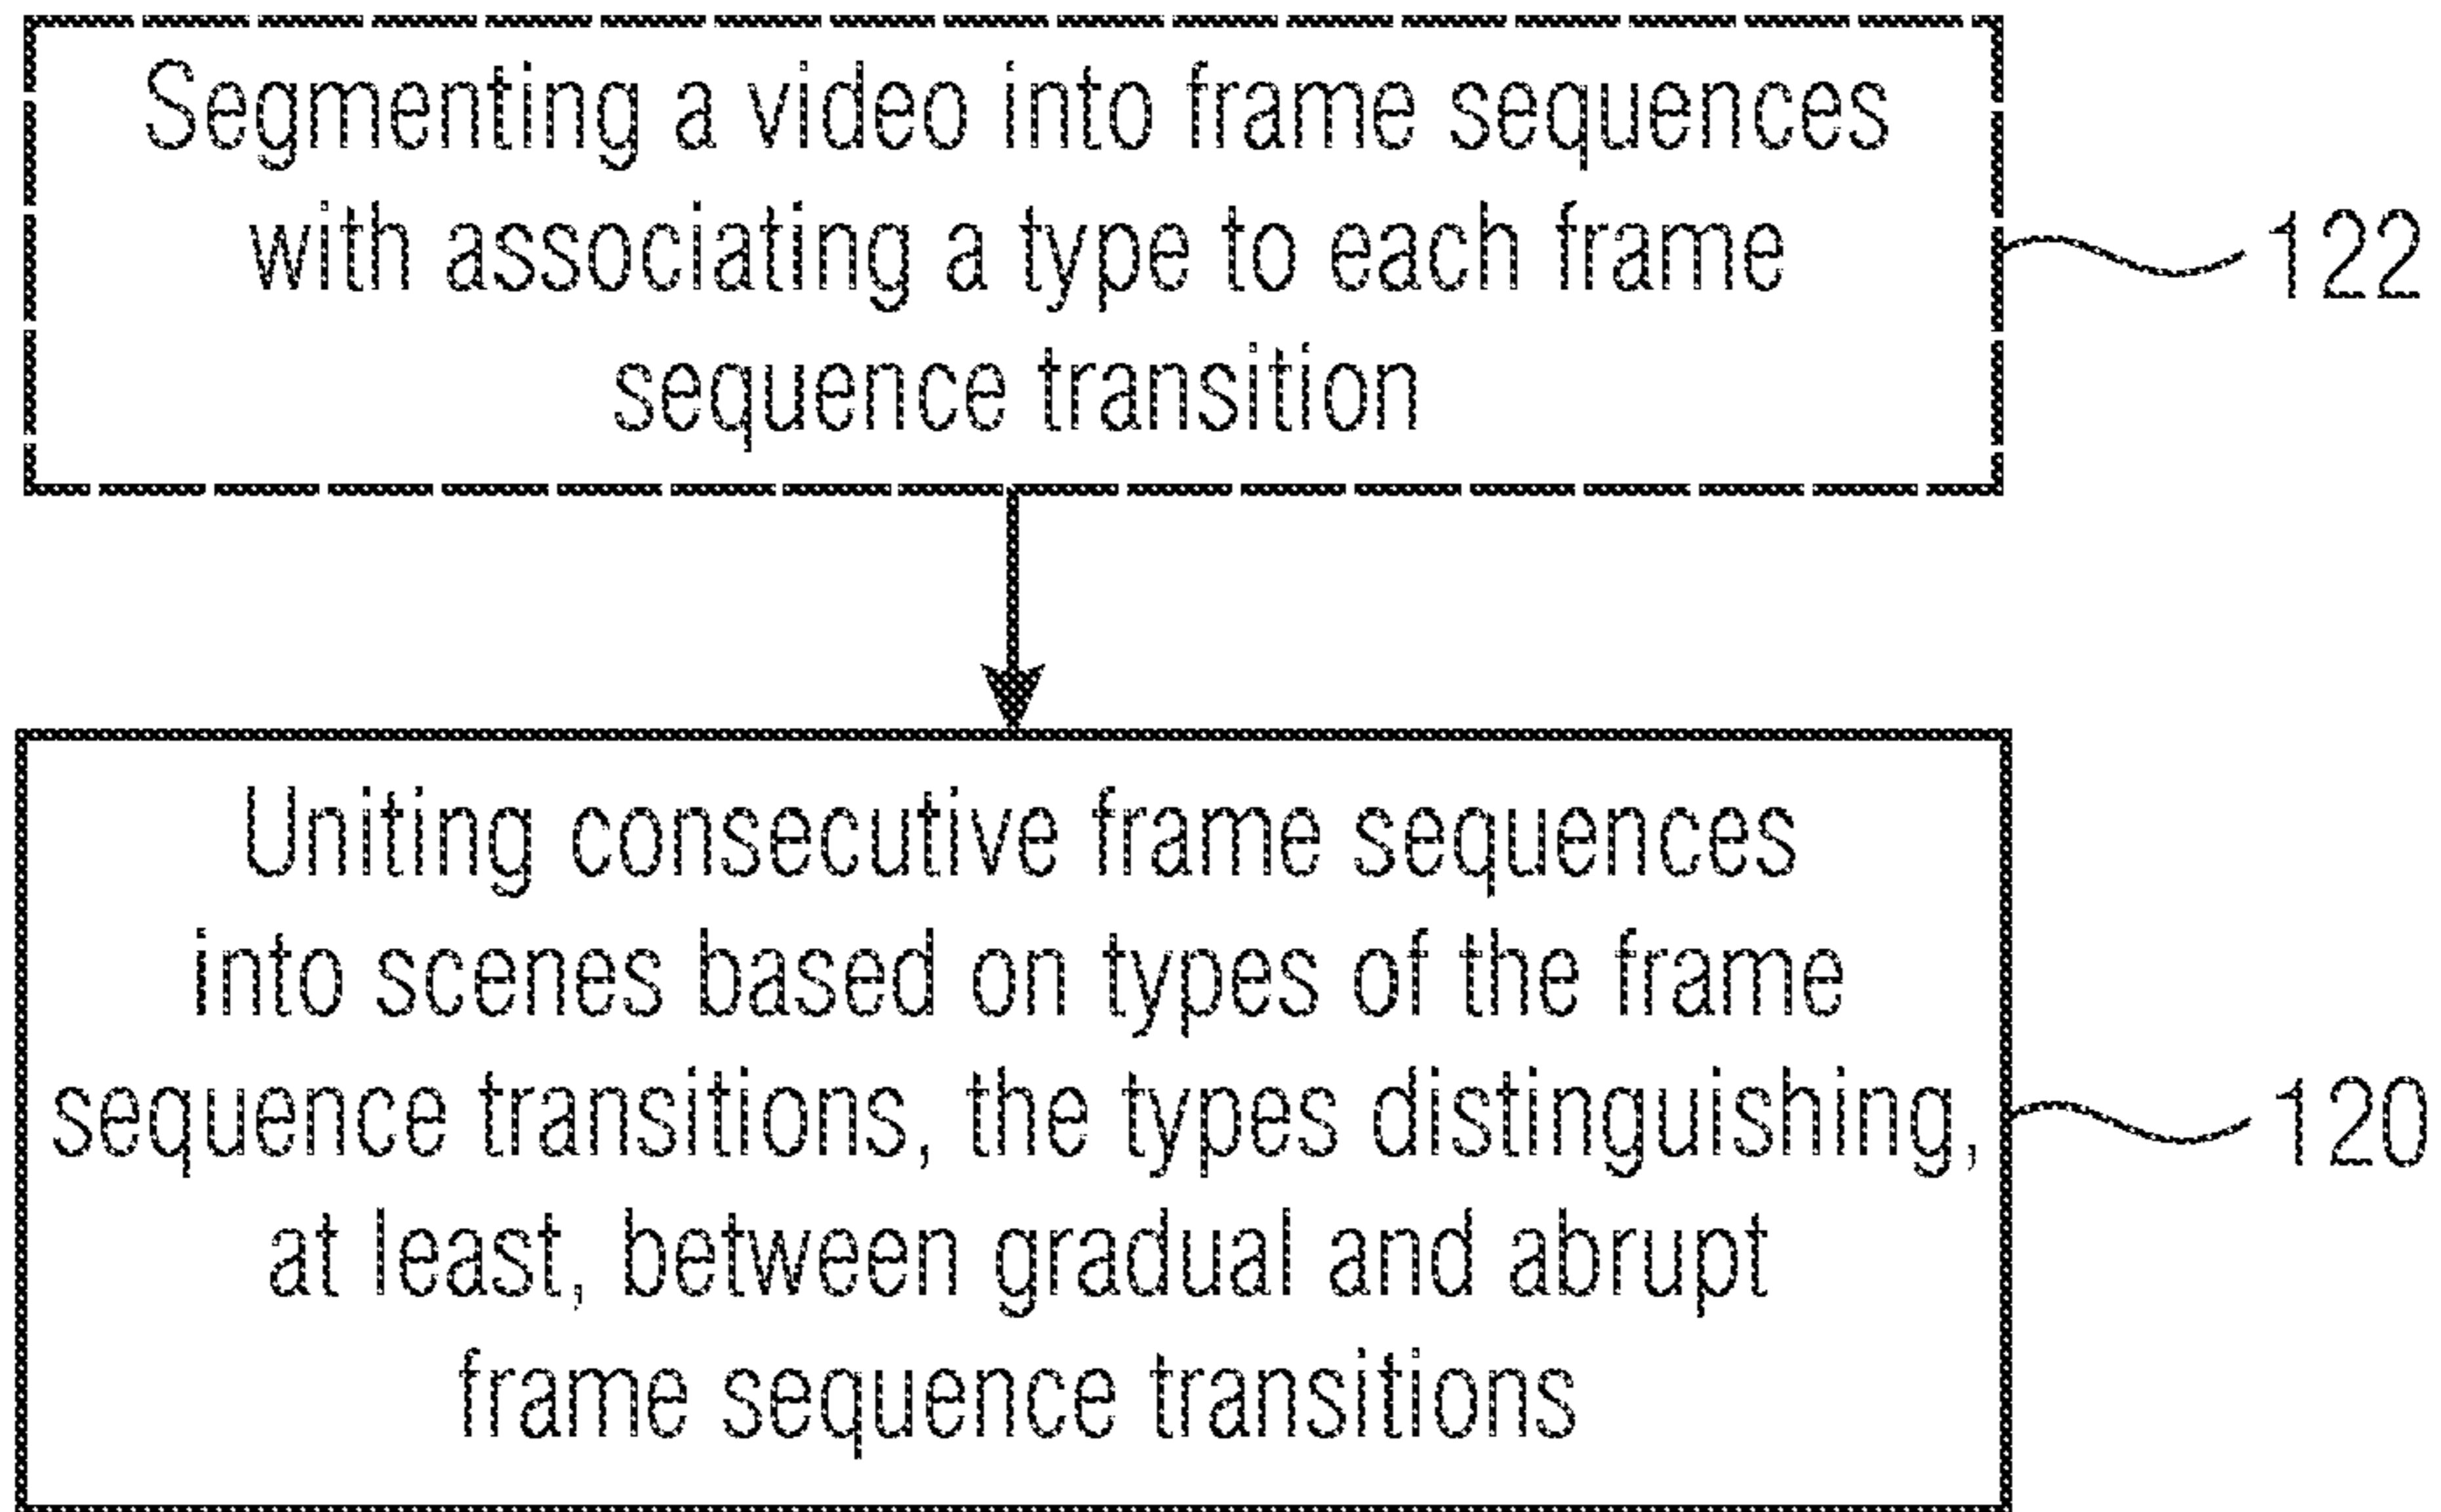 Segmenting a video into frame sequences
with associating a type to each frame
sequence transition
122
Uniting consecutive frame sequences
into scenes based on types of the frame
sequence transitions, the types distinguishing,
at least, between gradual and abrupt
frame sequence transitions
120